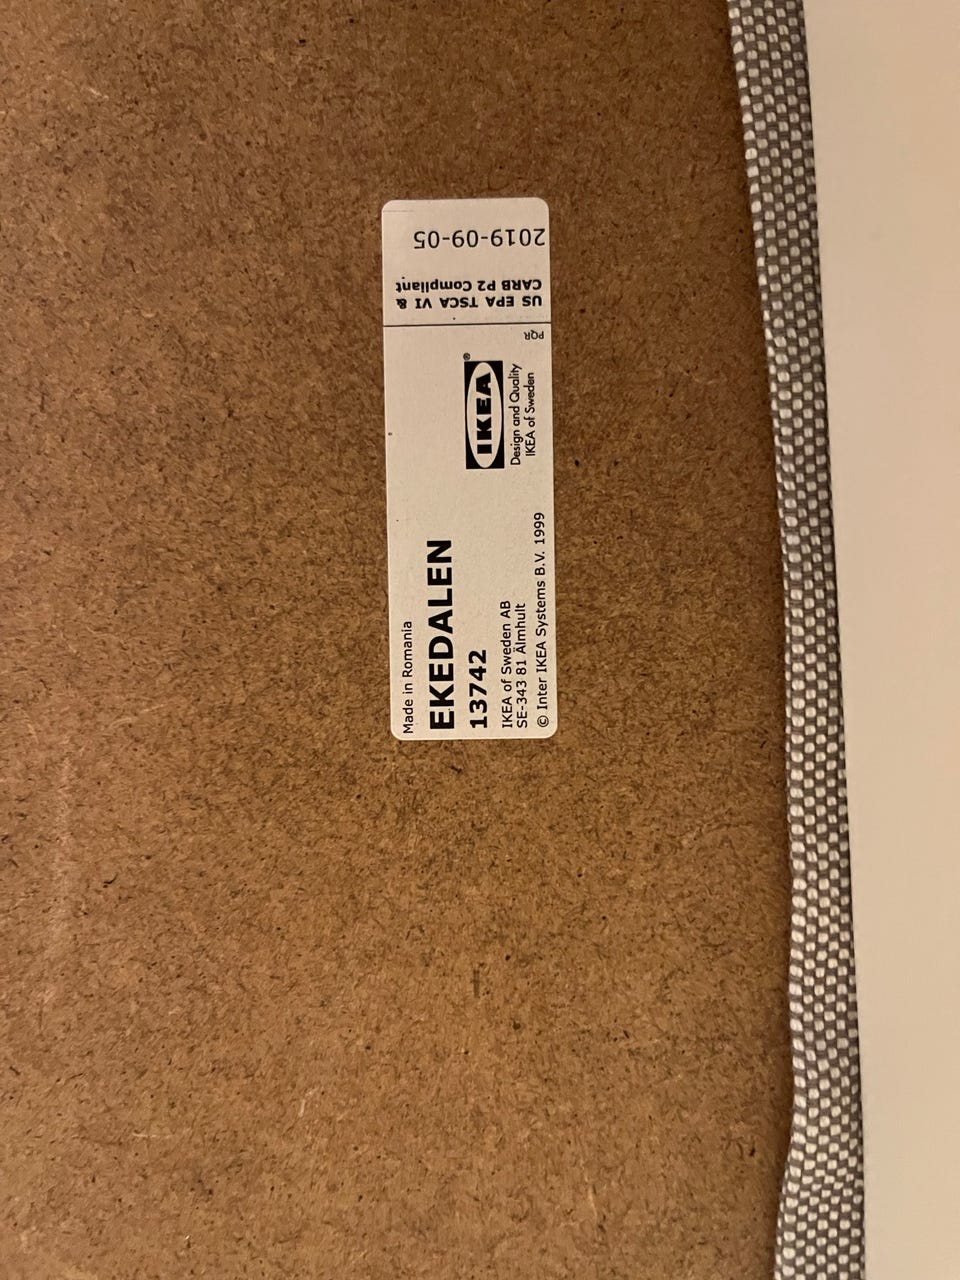 Made in Romania
EKEDALEN
13742
IKEA of Sweden AB
SE-343 81 Älmhult
© Inter IKEA Systems B.V. 1999
IKEA®
Design and Quality
IKEA of Sweden
PQR
US EPA TSCA VI &
CARB P2 Compliant
2019-09-05